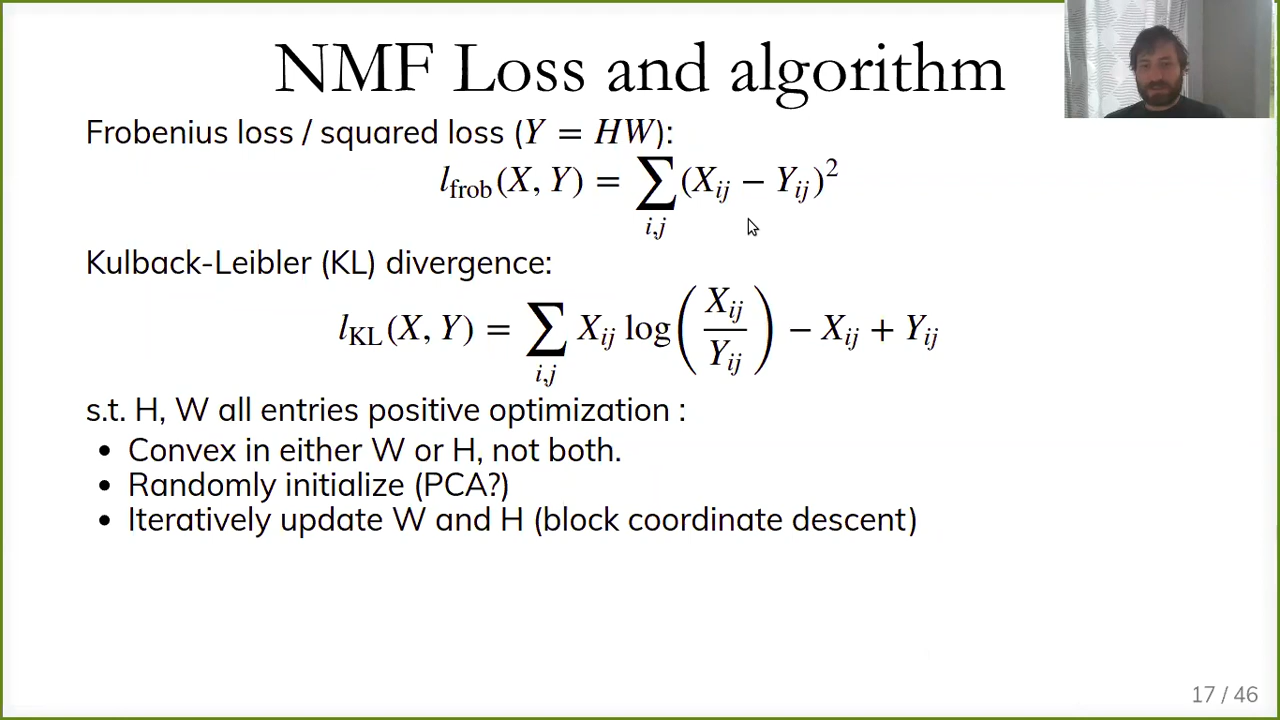 NMF Loss and algorithm
Frobenius loss / squared loss (Y = HW):
l_frob(X, Y) = ∑_{i,j} (X_ij − Y_ij)²
Kulback-Leibler (KL) divergence:
l_KL(X, Y) = ∑_{i,j} X_ij log(X_ij / Y_ij) − X_ij + Y_ij
s.t. H, W all entries positive optimization :
• Convex in either W or H, not both.
• Randomly initialize (PCA?)
• Iteratively update W and H (block coordinate descent)
17 / 46